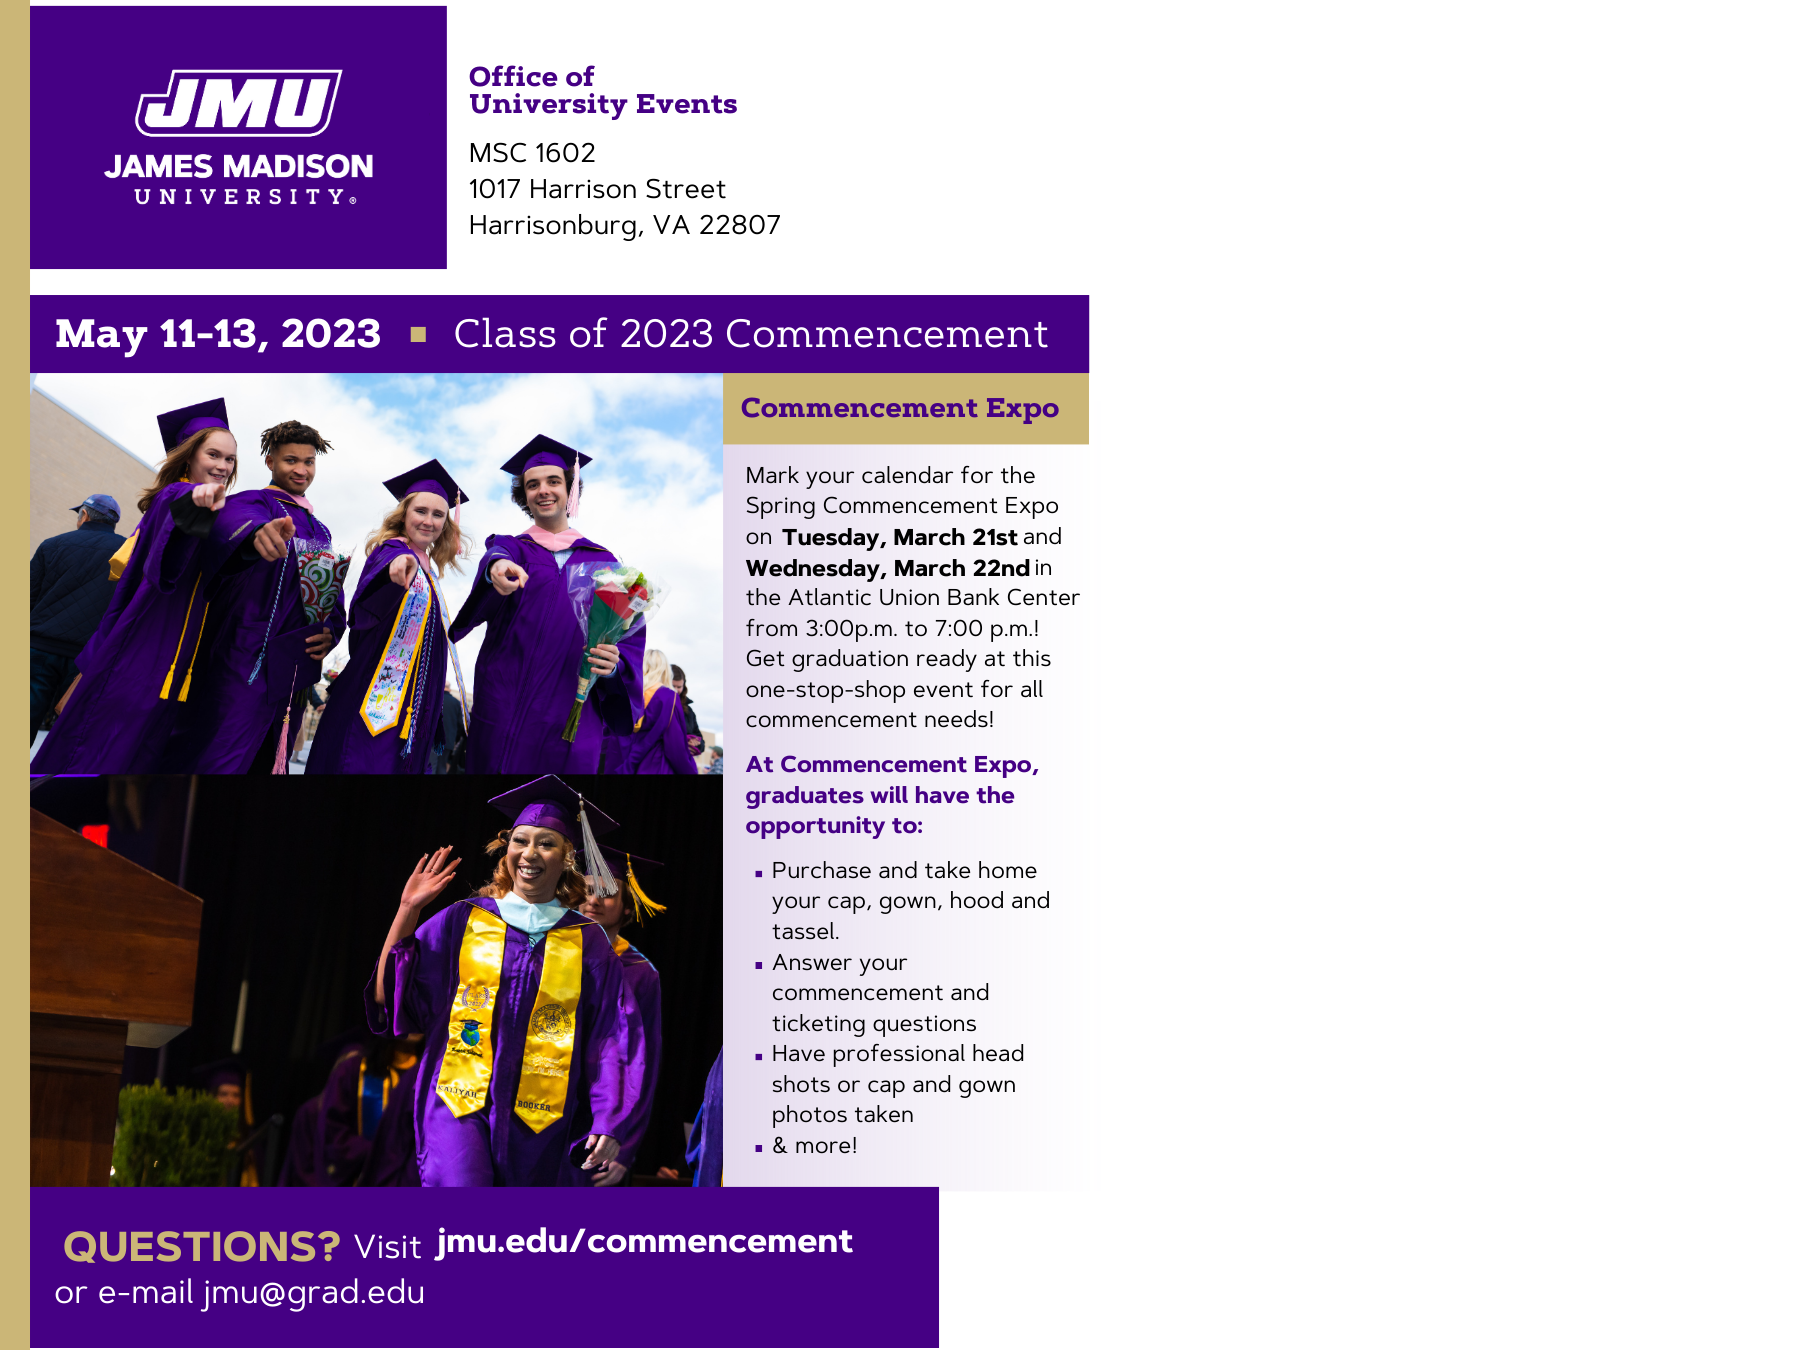 JMU
JAMES MADISON
UNIVERSITY®
Office of
University Events
MSC 1602
1017 Harrison Street
Harrisonburg, VA 22807
May 11-13, 2023 ▪ Class of 2023 Commencement
Commencement Expo
Mark your calendar for the
Spring Commencement Expo
on Tuesday, March 21st and
Wednesday, March 22nd in
the Atlantic Union Bank Center
from 3:00p.m. to 7:00 p.m.!
Get graduation ready at this
one-stop-shop event for all
commencement needs!
At Commencement Expo,
graduates will have the
opportunity to:
▪ Purchase and take home
your cap, gown, hood and
tassel.
▪ Answer your
commencement and
ticketing questions
▪ Have professional head
shots or cap and gown
photos taken
▪ & more!
KALIYAH
BOOKER
QUESTIONS? Visit jmu.edu/commencement
or e-mail jmu@grad.edu